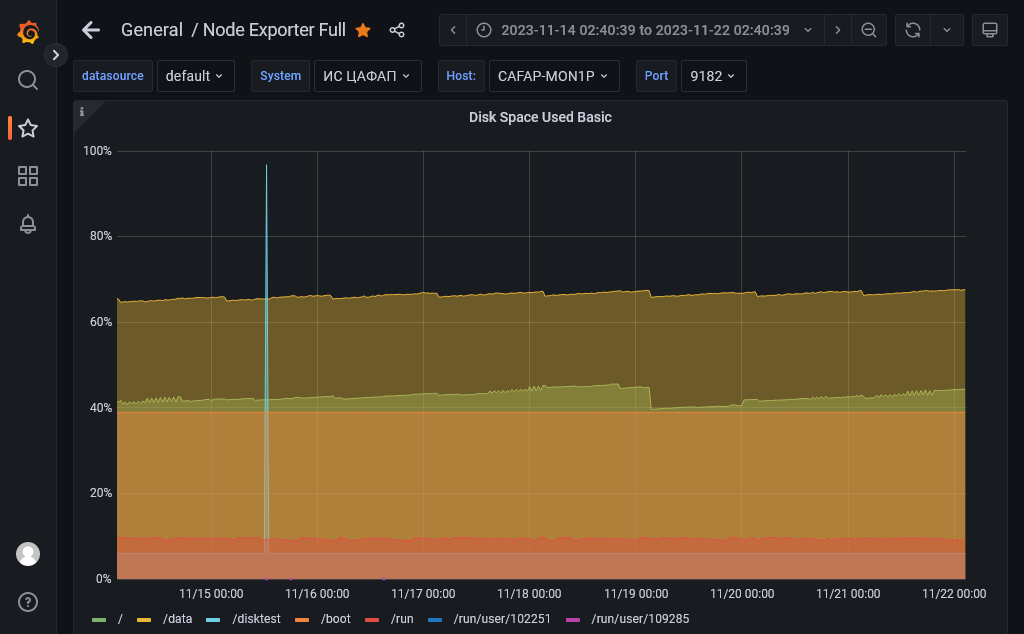 General / Node Exporter Full
2023-11-14 02:40:39 to 2023-11-22 02:40:39
datasource default System ИС ЦАФАП Host: CAFAP-MON1P Port 9182
i
Disk Space Used Basic
100%
80%
60%
40%
20%
0%
11/15 00:00 11/16 00:00 11/17 00:00 11/18 00:00 11/19 00:00 11/20 00:00 11/21 00:00 11/22 00:00
/ /data /disktest /boot /run /run/user/102251 /run/user/109285